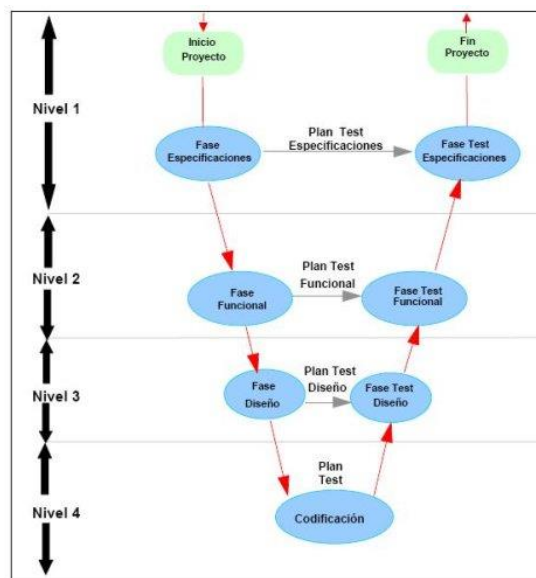 Inicio
Proyecto
Fin
Proyecto
Nivel 1
Fase
Especificaciones
Plan Test
Especificaciones
Fase Test
Especificaciones
Nivel 2
Fase
Funcional
Plan Test
Funcional
Fase Test
Funcional
Nivel 3
Fase
Diseño
Plan Test
Diseño
Fase Test
Diseño
Nivel 4
Plan
Test
Codificación